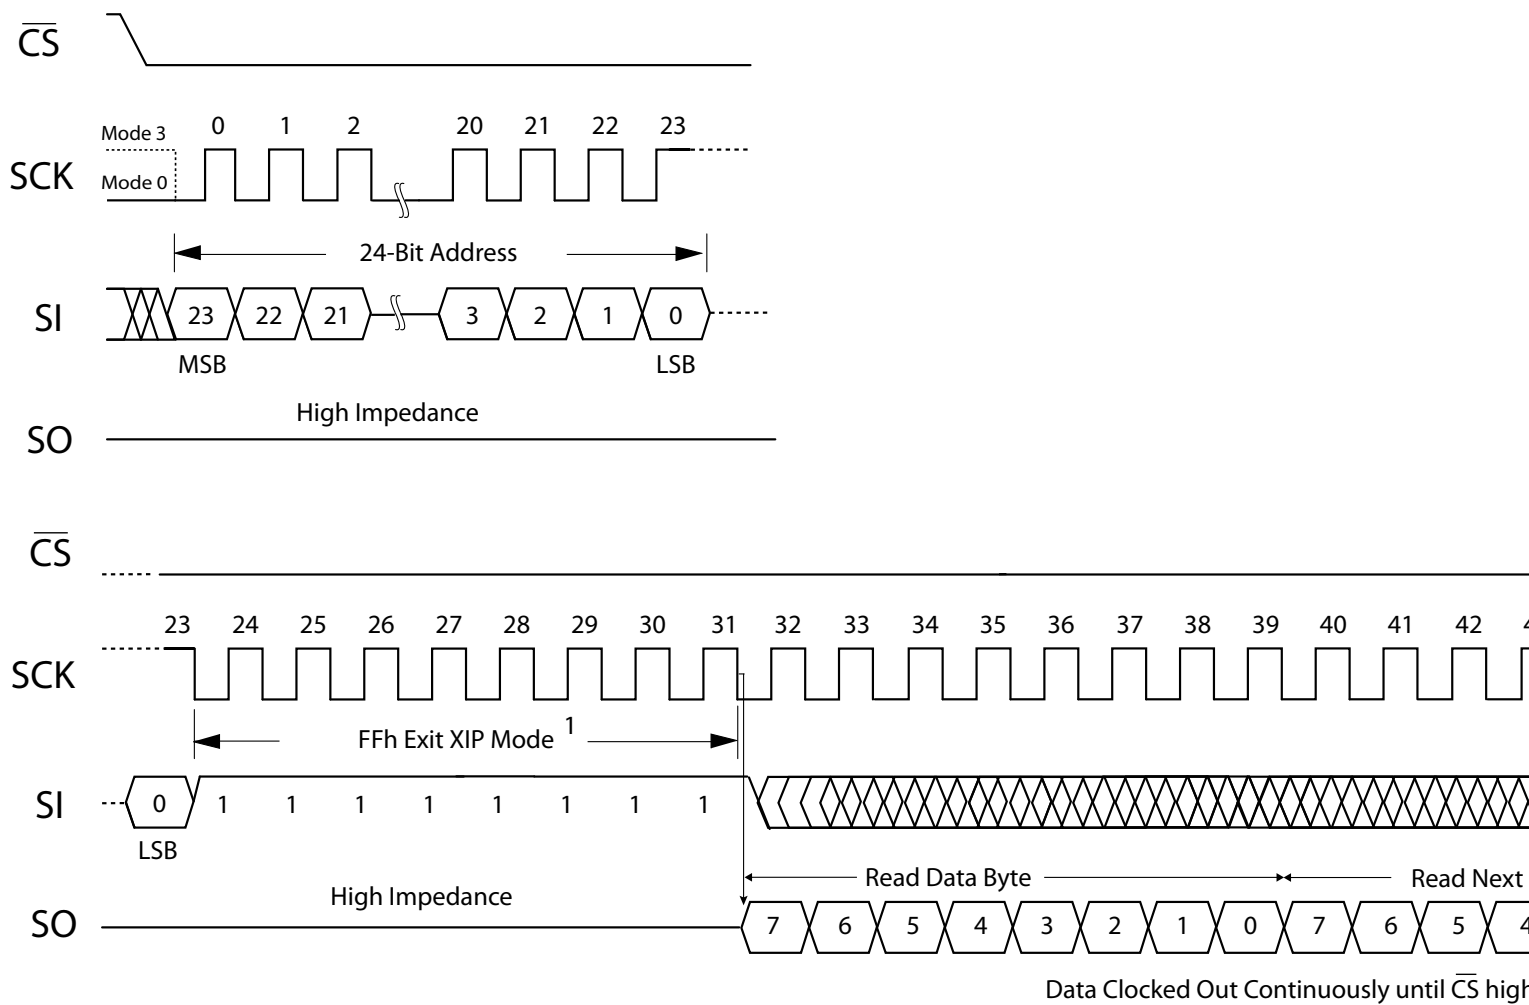 CS
Mode 3 0 1 2 20 21 22 23
SCK Mode 0
24-Bit Address
SI 23 22 21 3 2 1 0
MSB LSB
High Impedance
SO
CS
23 24 25 26 27 28 29 30 31 32 33 34 35 36 37 38 39 40 41 42 4
SCK
FFh Exit XIP Mode 1
SI 0 1 1 1 1 1 1 1 1
LSB
Read Data Byte Read Next
High Impedance
SO 7 6 5 4 3 2 1 0 7 6 5 4
Data Clocked Out Continuously until CS high